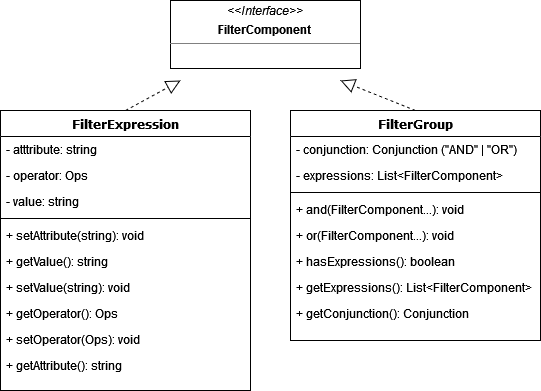 <<Interface>>
FilterComponent
FilterExpression
- atttribute: string
- operator: Ops
- value: string
+ setAttribute(string): void
+ getValue(): string
+ setValue(string): void
+ getOperator(): Ops
+ setOperator(Ops): void
+ getAttribute(): string
FilterGroup
- conjunction: Conjunction ("AND" | "OR")
- expressions: List<FilterComponent>
+ and(FilterComponent...): void
+ or(FilterComponent...): void
+ hasExpressions(): boolean
+ getExpressions(): List<FilterComponent>
+ getConjunction(): Conjunction